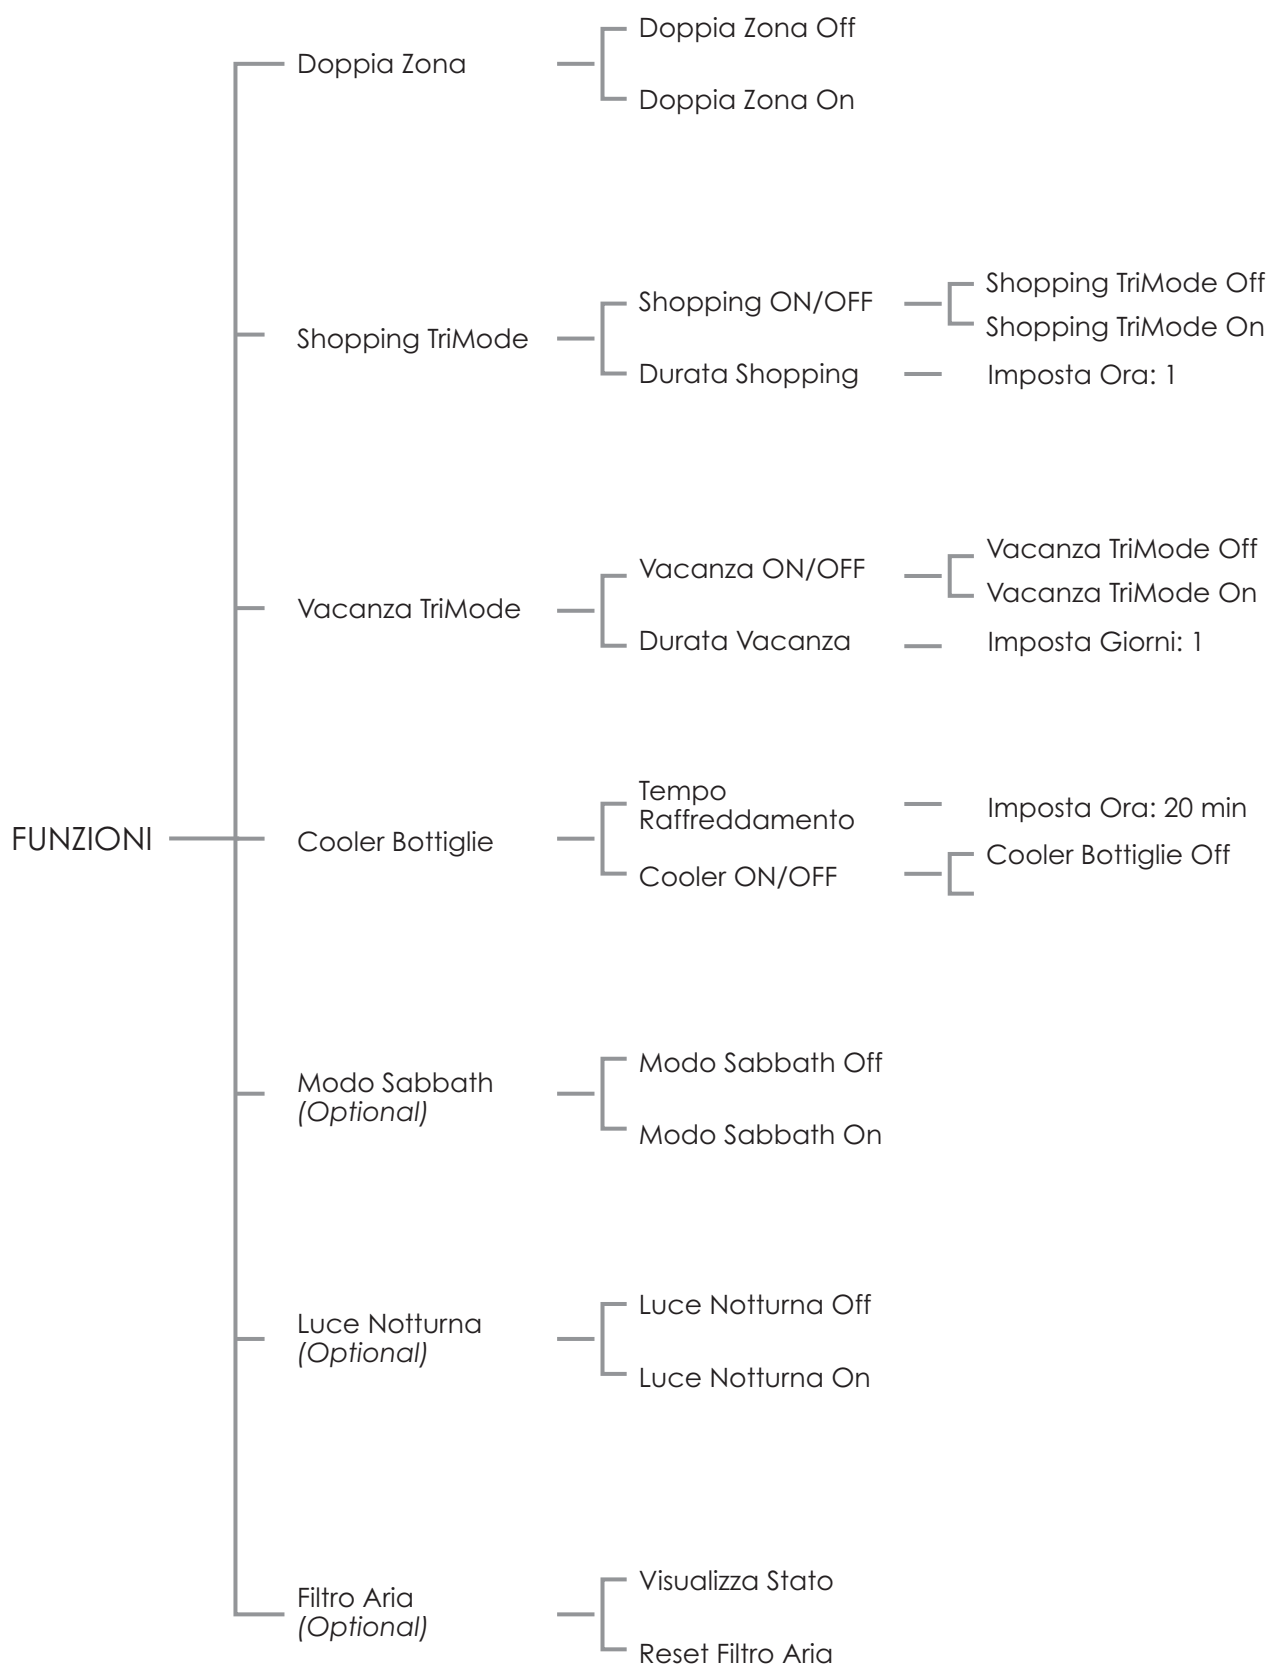 Doppia Zona Off
Doppia Zona
Doppia Zona On
Shopping TriMode Off
Shopping ON/OFF
Shopping TriMode On
Shopping TriMode
Durata Shopping
Imposta Ora: 1
Vacanza TriMode Off
Vacanza ON/OFF
Vacanza TriMode On
Vacanza TriMode
Durata Vacanza
Imposta Giorni: 1
Tempo
Raffreddamento
Imposta Ora: 20 min
FUNZIONI
Cooler Bottiglie
Cooler Bottiglie Off
Cooler ON/OFF
Modo Sabbath Off
Modo Sabbath
(Optional)
Modo Sabbath On
Luce Notturna Off
Luce Notturna
(Optional)
Luce Notturna On
Visualizza Stato
Filtro Aria
(Optional)
Reset Filtro Aria